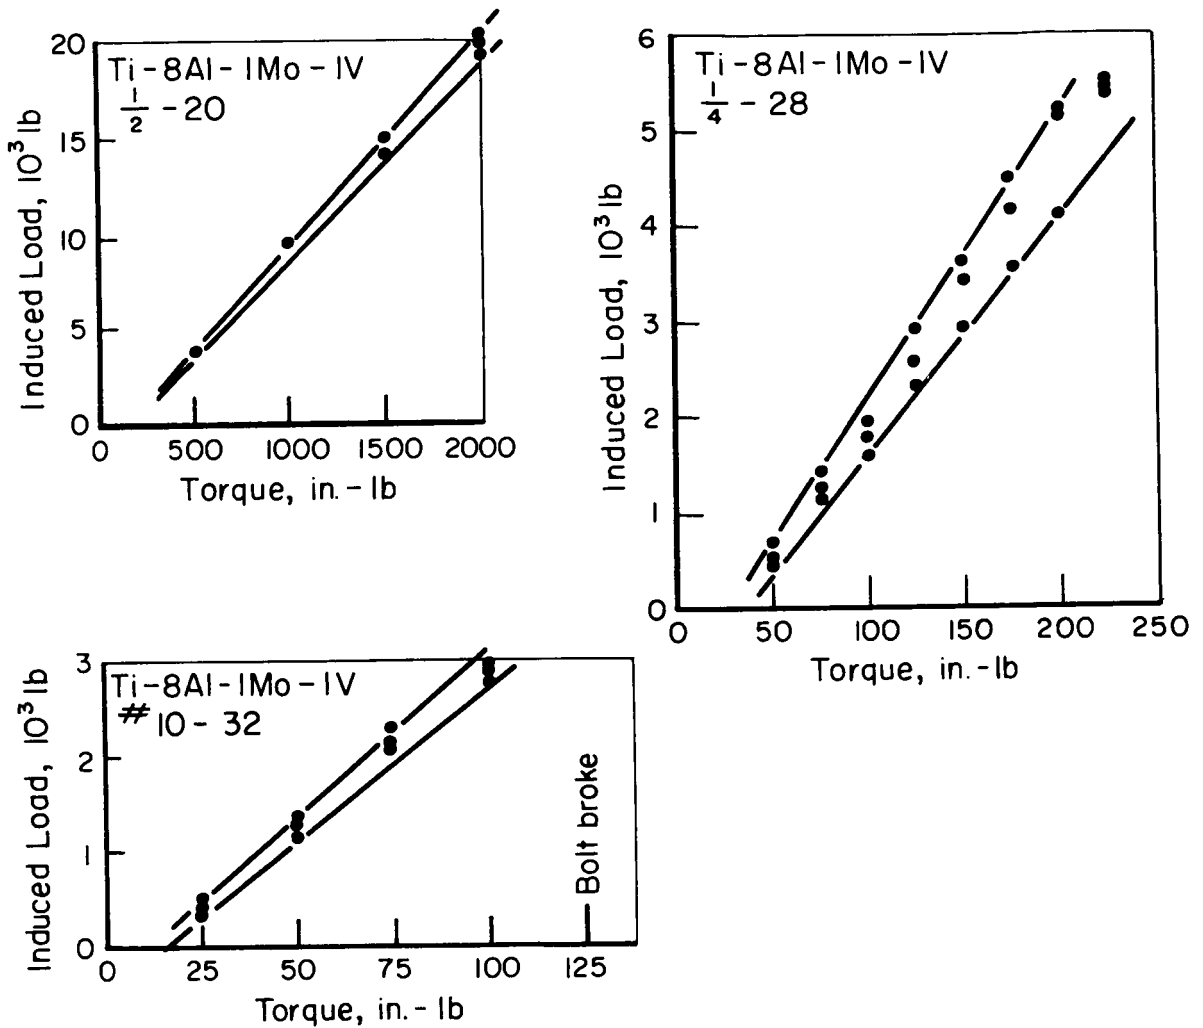 20
15
10
5
0
Induced Load, 10³ lb
Ti-8Al-1Mo-1V
1/2 -20
0 500 1000 1500 2000
Torque, in.-lb
6
5
4
3
2
1
0
Induced Load, 10³ lb
Ti-8Al-1Mo-1V
1/4 -28
0 50 100 150 200 250
Torque, in.-lb
3
2
1
0
Induced Load, 10³ lb
Ti-8Al-1Mo-1V
#10-32
Bolt broke
0 25 50 75 100 125
Torque, in.-lb